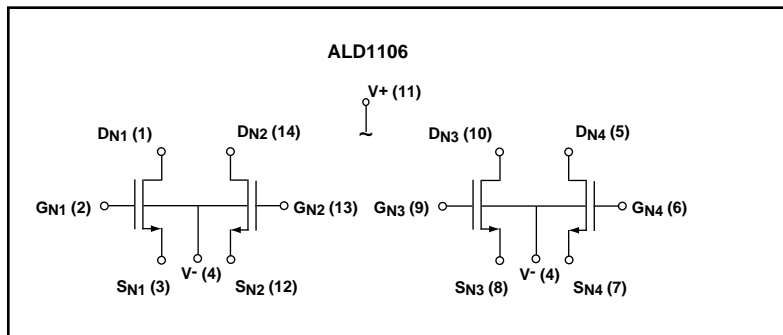 ALD1106
V+ (11)
~
DN1 (1) DN2 (14) DN3 (10) DN4 (5)
GN1 (2) GN2 (13) GN3 (9) GN4 (6)
SN1 (3) V- (4) SN2 (12) SN3 (8) V- (4) SN4 (7)